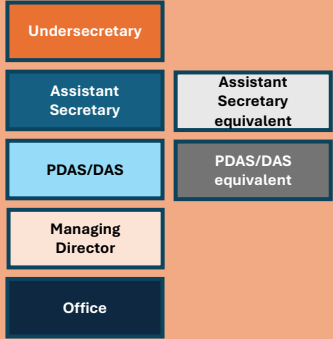 Undersecretary
Assistant
Secretary
Assistant
Secretary
equivalent
PDAS/DAS
PDAS/DAS
equivalent
Managing
Director
Office